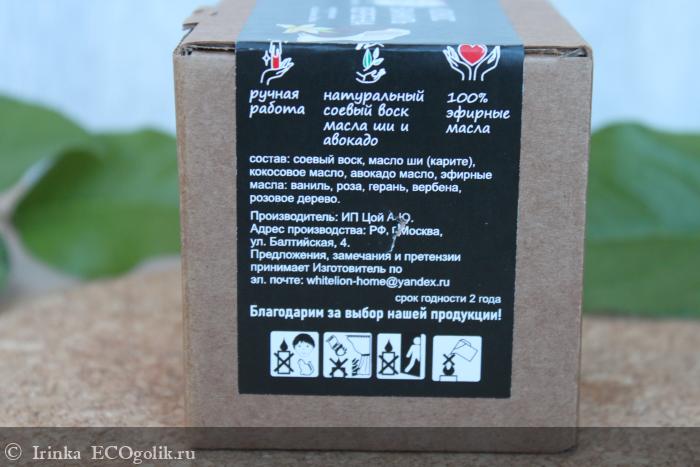 ручная
работа
натуральный
соевый воск
масла ши и
авокадо
100%
эфирные
масла
состав: соевый воск, масло ши (карите),
кокосовое масло, авокадо масло, эфирные
масла: ваниль, роза, герань, вербена,
розовое дерево.
Производитель: ИП Цой А.Ю.
Адрес производства: РФ, г.Москва,
ул. Балтийская, 4.
Предложения, замечания и претензии
принимает Изготовитель по
эл. почте: whitelion-home@yandex.ru
срок годности 2 года
Благодарим за выбор нашей продукции!
© Irinka ECOgolik.ru